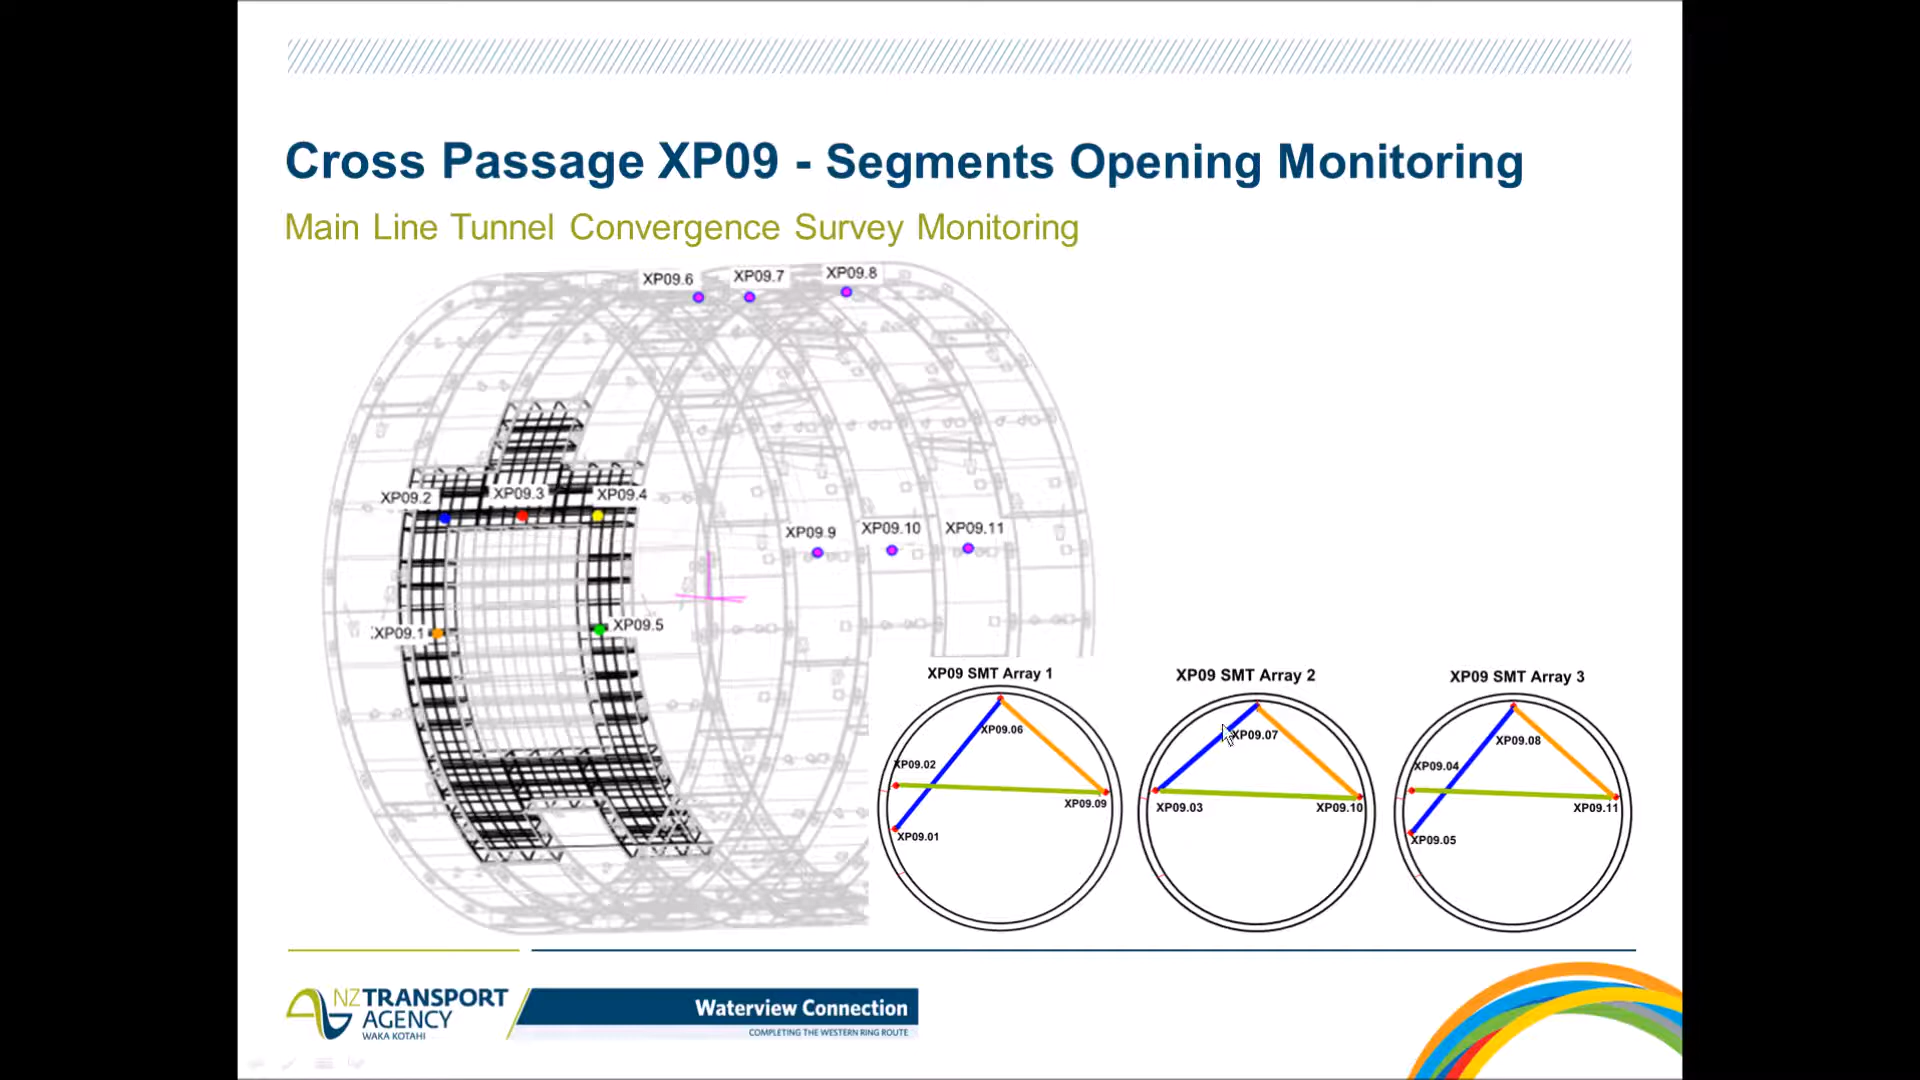 Cross Passage XP09 - Segments Opening Monitoring
Main Line Tunnel Convergence Survey Monitoring
XP09.6
XP09.7
XP09.8
XP09.2
XP09.3
XP09.4
XP09.9
XP09.10
XP09.11
XP09.1
XP09.5
XP09 SMT Array 1
XP09.06
XP09.02
XP09.09
XP09.01
XP09 SMT Array 2
XP09.07
XP09.03
XP09.10
XP09 SMT Array 3
XP09.08
XP09.04
XP09.11
XP09.05
NZTRANSPORT
AGENCY
WAKA KOTAHI
Waterview Connection
COMPLETING THE WESTERN RING ROUTE